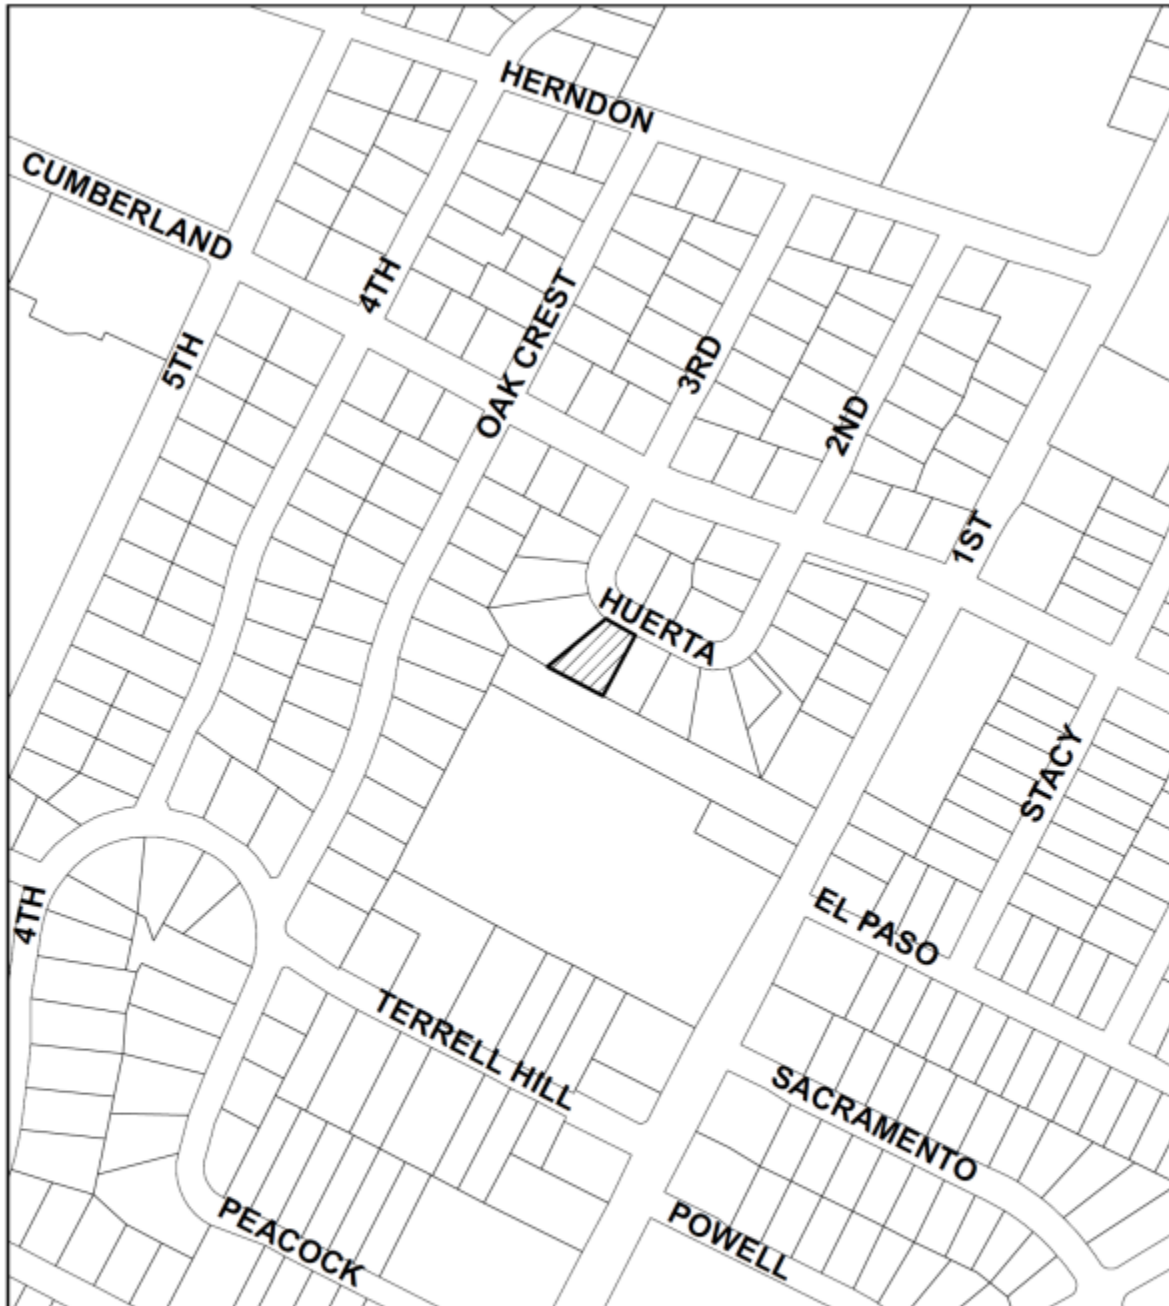 HERNDON
CUMBERLAND
4TH
OAK CREST
5TH
3RD
2ND
1ST
HUERTA
STACY
4TH
EL PASO
TERRELL HILL
SACRAMENTO
PEACOCK
POWELL